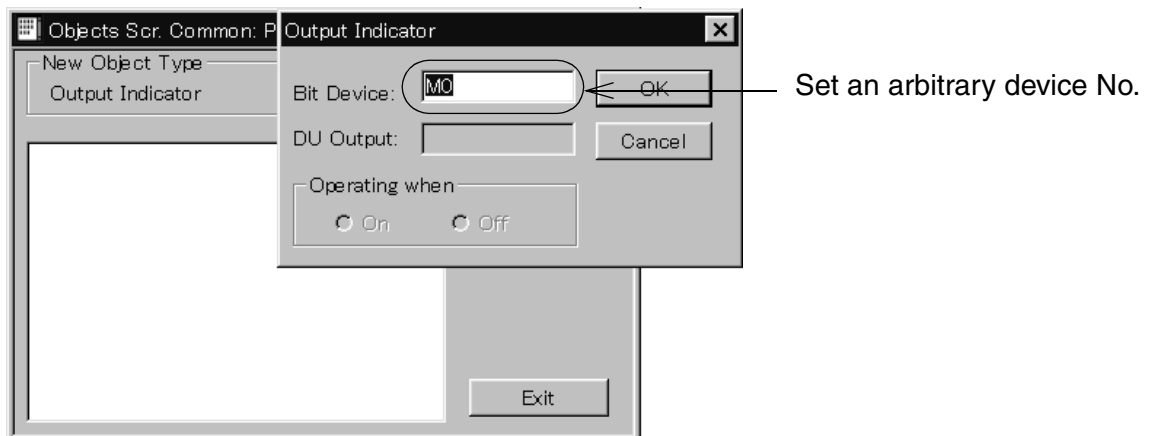 Objects Scr. Common: P
Output Indicator
New Object Type
Output Indicator
Bit Device:
M0
OK
Set an arbitrary device No.
DU Output:
Cancel
Operating when
On
Off
Exit